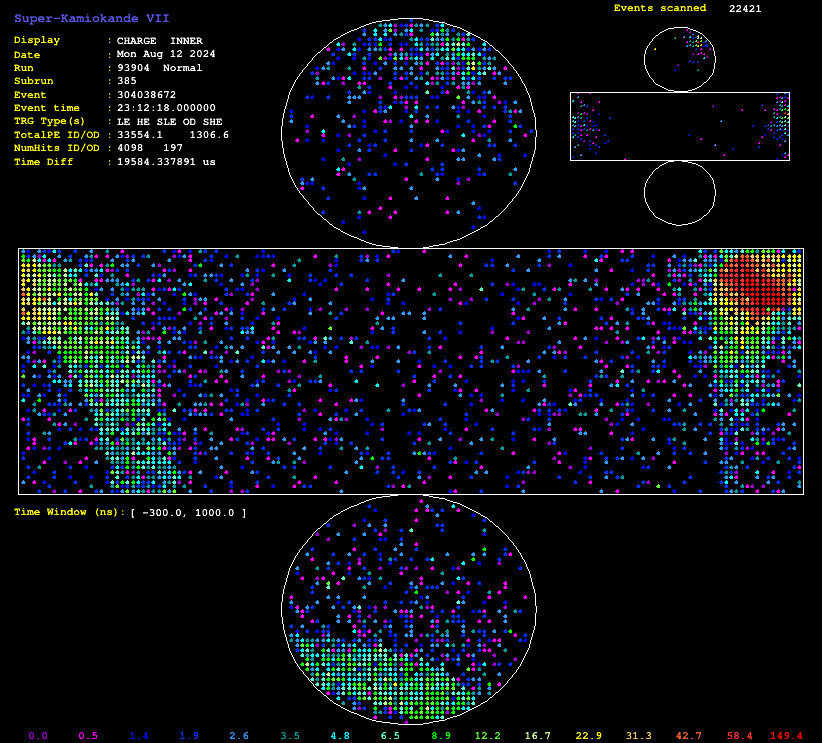 Super-Kamiokande VII
Events scanned 22421
Display : CHARGE INNER
Date : Mon Aug 12 2024
Run : 93904 Normal
Subrun : 385
Event : 304038672
Event time : 23:12:18.000000
TRG Type(s) : LE HE SLE OD SHE
TotalPE ID/OD : 33554.1 1306.6
NumHits ID/OD : 4098 197
Time Diff : 19584.337891 us
Time Window (ns): [ -300.0, 1000.0 ]
0.0 0.5 1.4 1.9 2.6 3.5 4.8 6.5 8.9 12.2 16.7 22.9 31.3 42.7 58.4 149.4